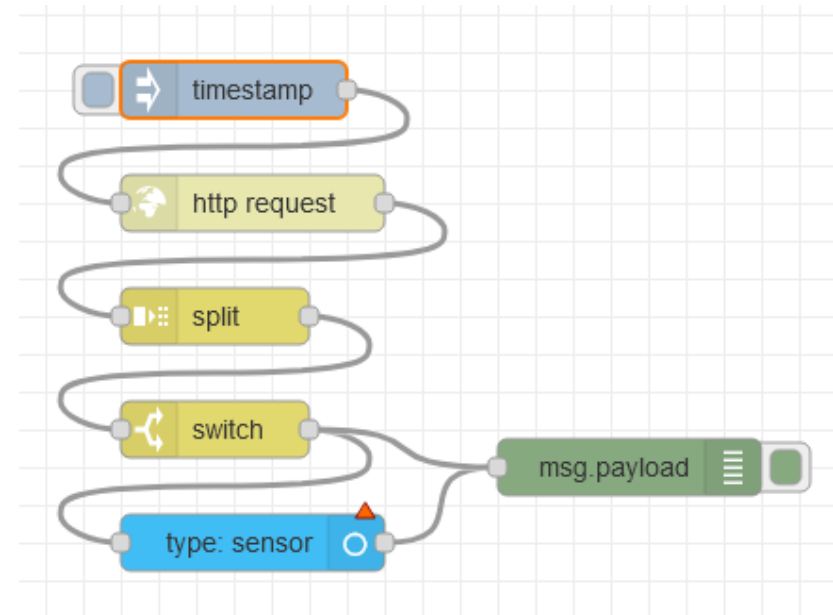 timestamp
http request
split
switch
msg.payload
type: sensor